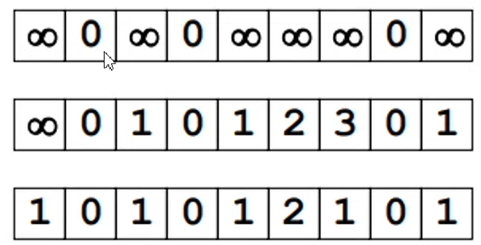 ∞ 0 ∞ 0 ∞ ∞ ∞ 0 ∞
∞ 0 1 0 1 2 3 0 1
1 0 1 0 1 2 1 0 1